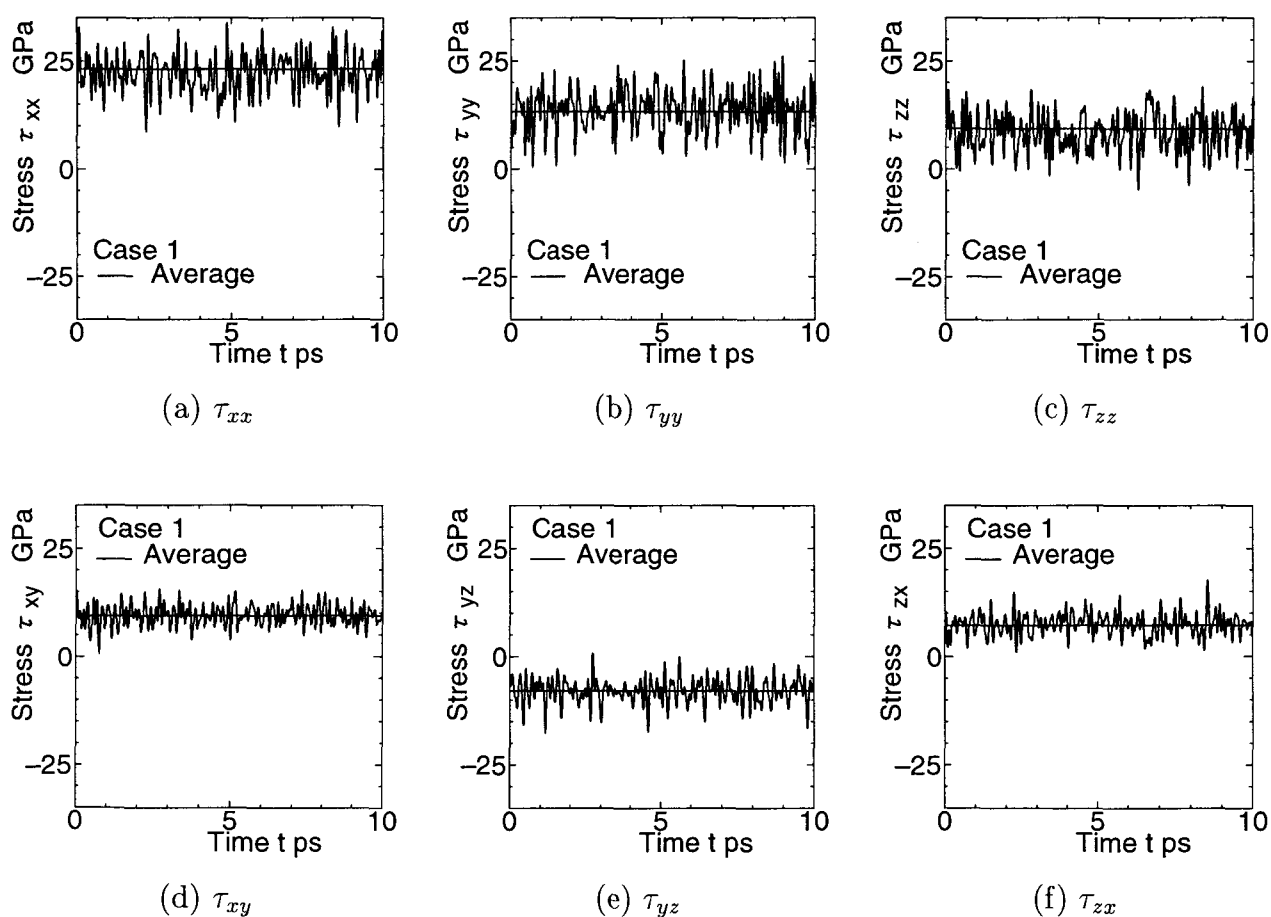 Stress τ xx GPa
25
0
−25
Case 1
Average
0 5 10
Time t ps
(a) τxx
Stress τ yy GPa
25
0
−25
Case 1
Average
0 5 10
Time t ps
(b) τyy
Stress τ zz GPa
25
0
−25
Case 1
Average
0 5 10
Time t ps
(c) τzz
Stress τ xy GPa
25
0
−25
Case 1
Average
0 5 10
Time t ps
(d) τxy
Stress τ yz GPa
25
0
−25
Case 1
Average
0 5 10
Time t ps
(e) τyz
Stress τ zx GPa
25
0
−25
Case 1
Average
0 5 10
Time t ps
(f) τzx